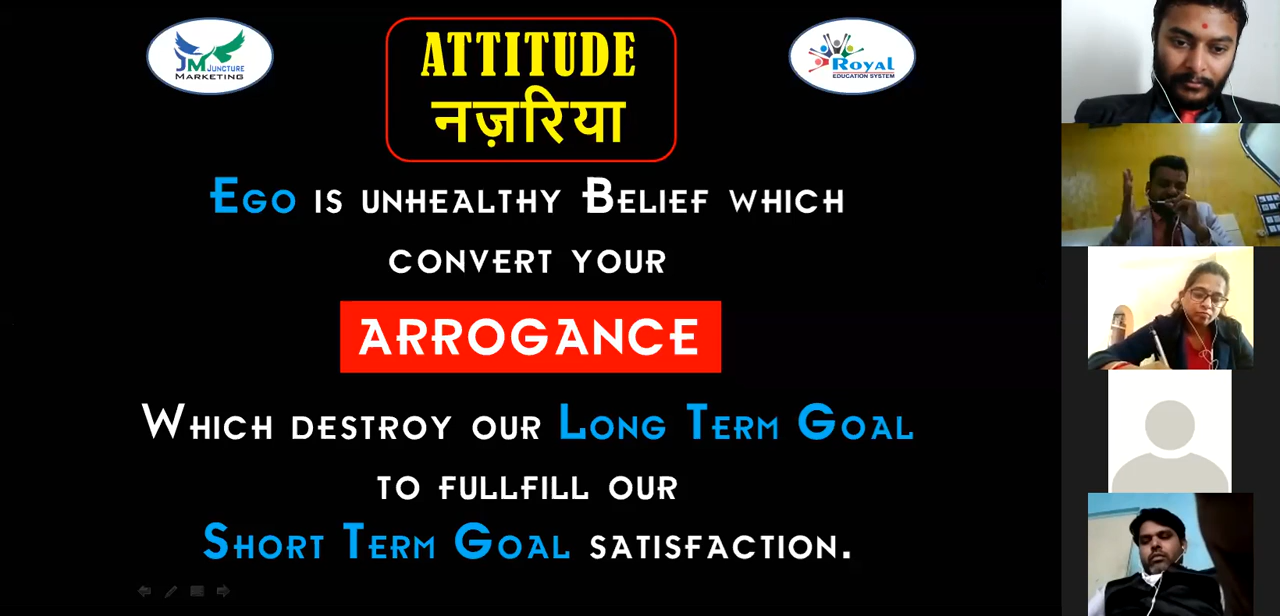 JM JUNCTURE
MARKETING
ATTITUDE
नज़रिया
Royal
EDUCATION SYSTEM
EGO IS UNHEALTHY BELIEF WHICH
CONVERT YOUR
ARROGANCE
WHICH DESTROY OUR LONG TERM GOAL
TO FULLFILL OUR
SHORT TERM GOAL SATISFACTION.